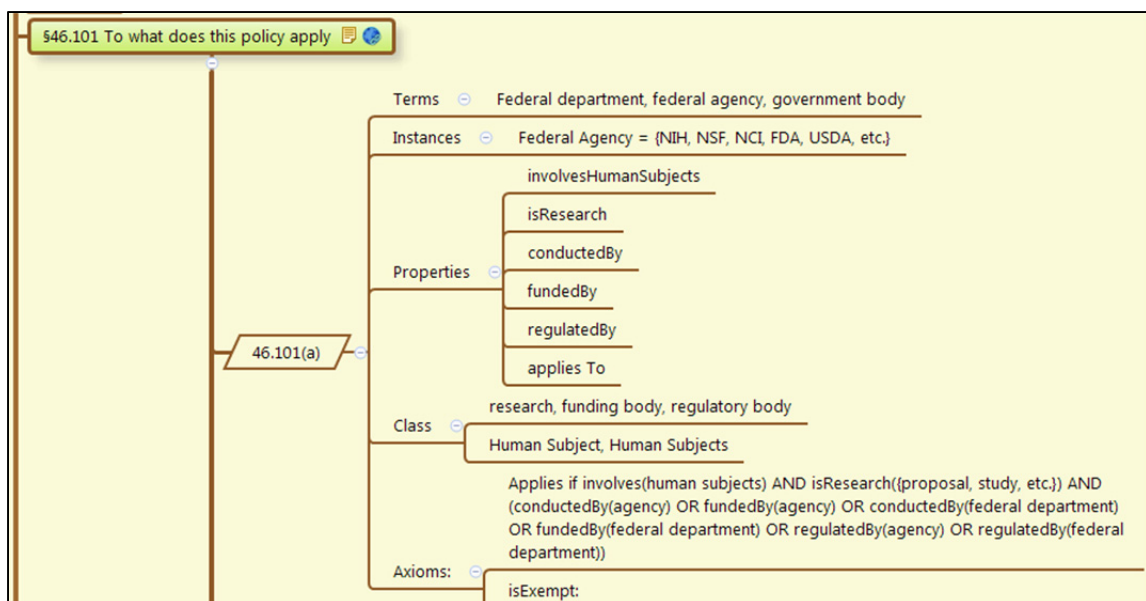 §46.101 To what does this policy apply
Terms
Federal department, federal agency, government body
Instances
Federal Agency = {NIH, NSF, NCI, FDA, USDA, etc.}
involvesHumanSubjects
isResearch
conductedBy
Properties
fundedBy
regulatedBy
46.101(a)
applies To
research, funding body, regulatory body
Class
Human Subject, Human Subjects
Applies if involves(human subjects) AND isResearch({proposal, study, etc.}) AND
(conductedBy(agency) OR fundedBy(agency) OR conductedBy(federal department)
OR fundedBy(federal department) OR regulatedBy(agency) OR regulatedBy(federal
department))
Axioms:
isExempt: